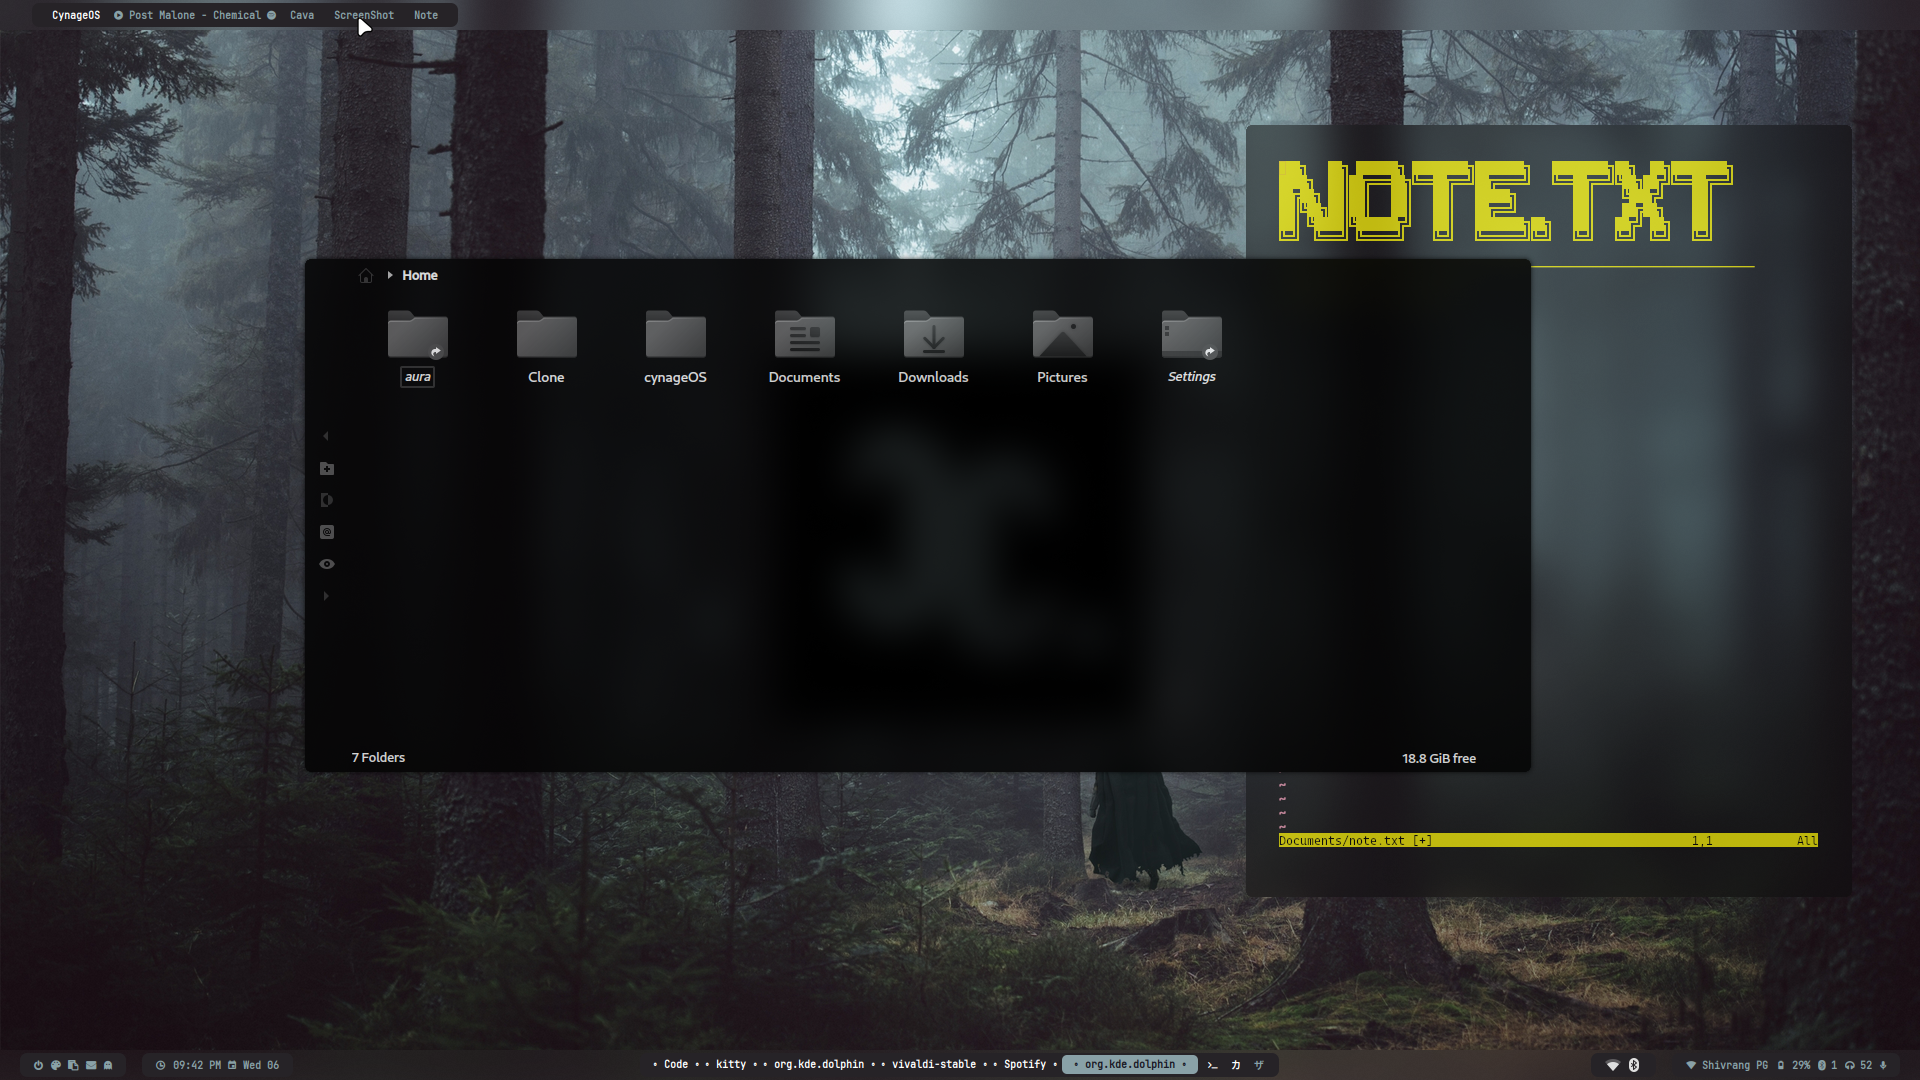 CynageOS Post Malone - Chemical Cava ScreenShot Note
NOTE.TXT
Home
aura Clone cynageOS Documents Downloads Pictures Settings
7 Folders 18.8 GiB free
~
~
~
~
Documents/note.txt [+] 1,1 All
09:42 PM Wed 06 • Code • • kitty • • org.kde.dolphin • • vivaldi-stable • • Spotify • • org.kde.dolphin • >_ カ ザ Shivrang PG 29% 1 52